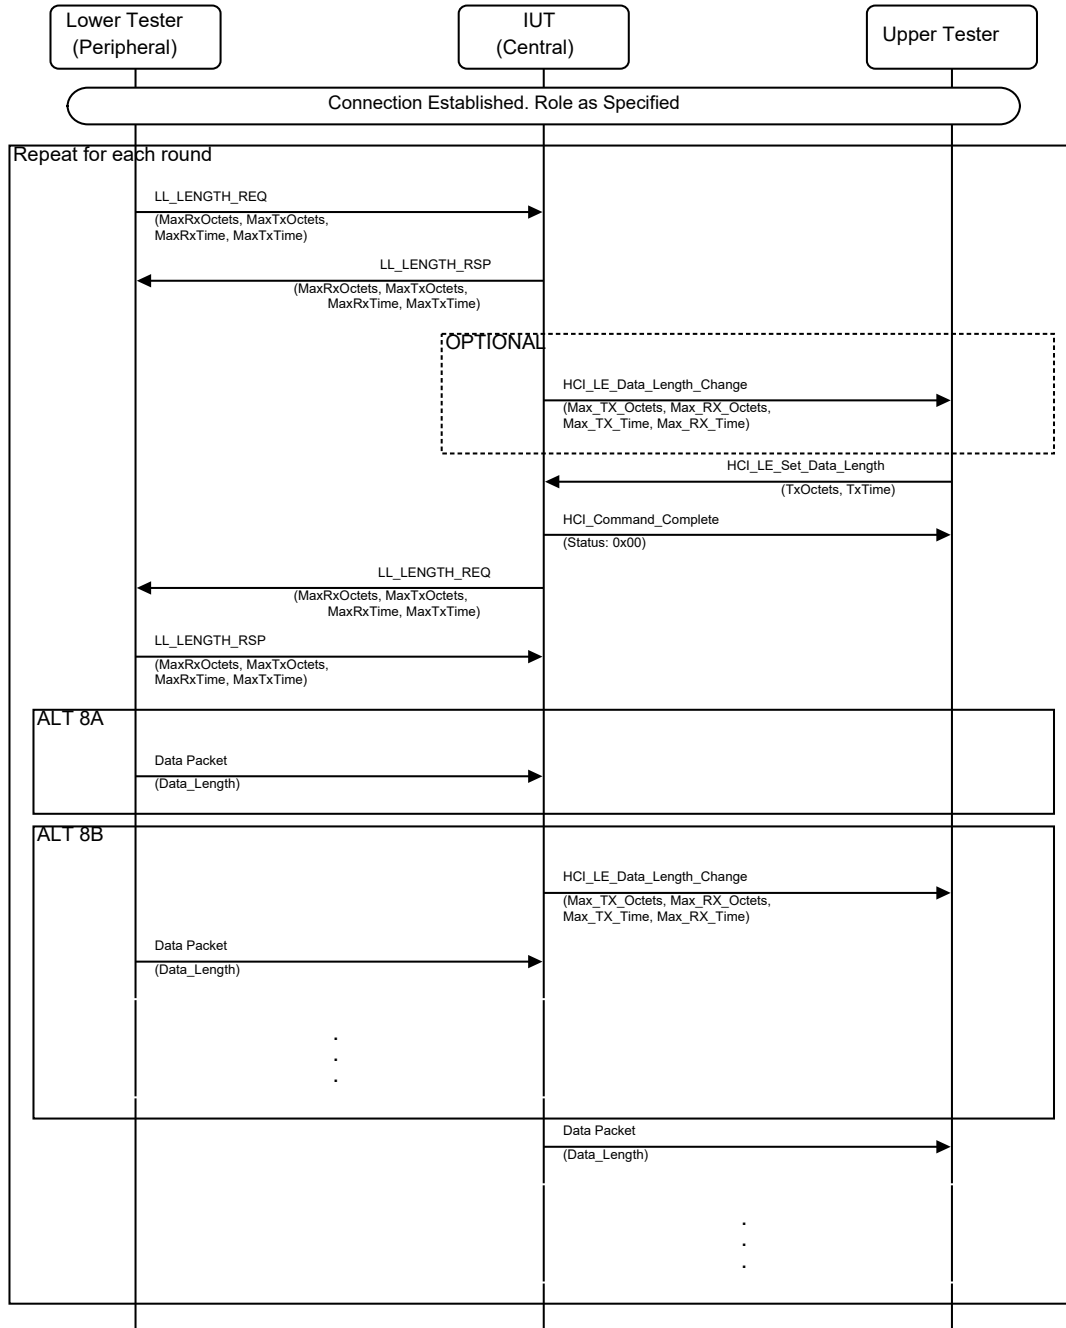 Lower Tester
(Peripheral)
IUT
(Central)
Upper Tester
Connection Established. Role as Specified
Repeat for each round
LL_LENGTH_REQ
(MaxRxOctets, MaxTxOctets,
MaxRxTime, MaxTxTime)
LL_LENGTH_RSP
(MaxRxOctets, MaxTxOctets,
MaxRxTime, MaxTxTime)
OPTIONAL
HCI_LE_Data_Length_Change
(Max_TX_Octets, Max_RX_Octets,
Max_TX_Time, Max_RX_Time)
HCI_LE_Set_Data_Length
(TxOctets, TxTime)
HCI_Command_Complete
(Status: 0x00)
LL_LENGTH_REQ
(MaxRxOctets, MaxTxOctets,
MaxRxTime, MaxTxTime)
LL_LENGTH_RSP
(MaxRxOctets, MaxTxOctets,
MaxRxTime, MaxTxTime)
ALT 8A
Data Packet
(Data_Length)
ALT 8B
HCI_LE_Data_Length_Change
(Max_TX_Octets, Max_RX_Octets,
Max_TX_Time, Max_RX_Time)
Data Packet
(Data_Length)
.
.
.
Data Packet
(Data_Length)
.
.
.